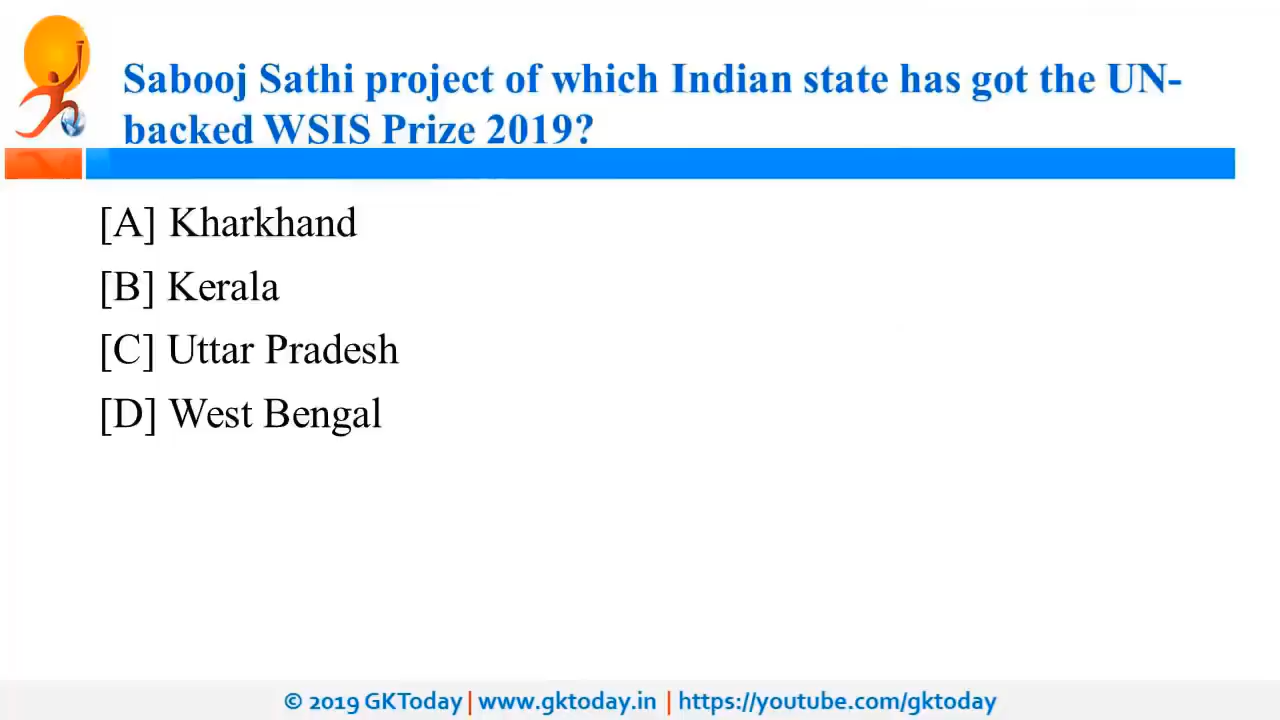 Sabooj Sathi project of which Indian state has got the UN-
backed WSIS Prize 2019?
[A] Kharkhand
[B] Kerala
[C] Uttar Pradesh
[D] West Bengal
© 2019 GKToday | www.gktoday.in | https://youtube.com/gktoday